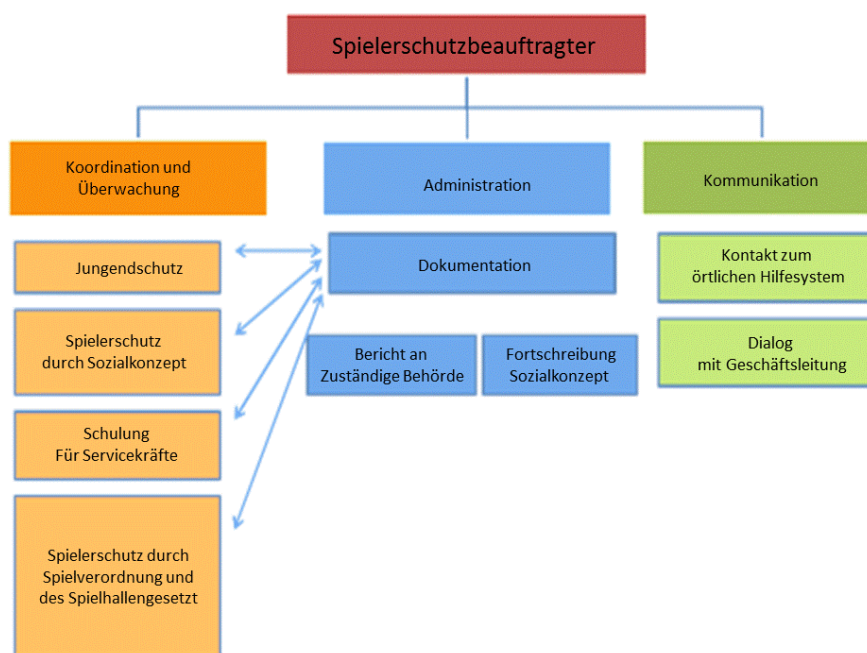 Spielerschutzbeauftragter
Koordination und
Überwachung
Administration
Kommunikation
Jungendschutz
Dokumentation
Kontakt zum
örtlichen Hilfesystem
Spielerschutz
durch Sozialkonzept
Bericht an
Zuständige Behörde
Fortschreibung
Sozialkonzept
Dialog
mit Geschäftsleitung
Schulung
Für Servicekräfte
Spielerschutz durch
Spielverordnung und
des Spielhallengesetzt